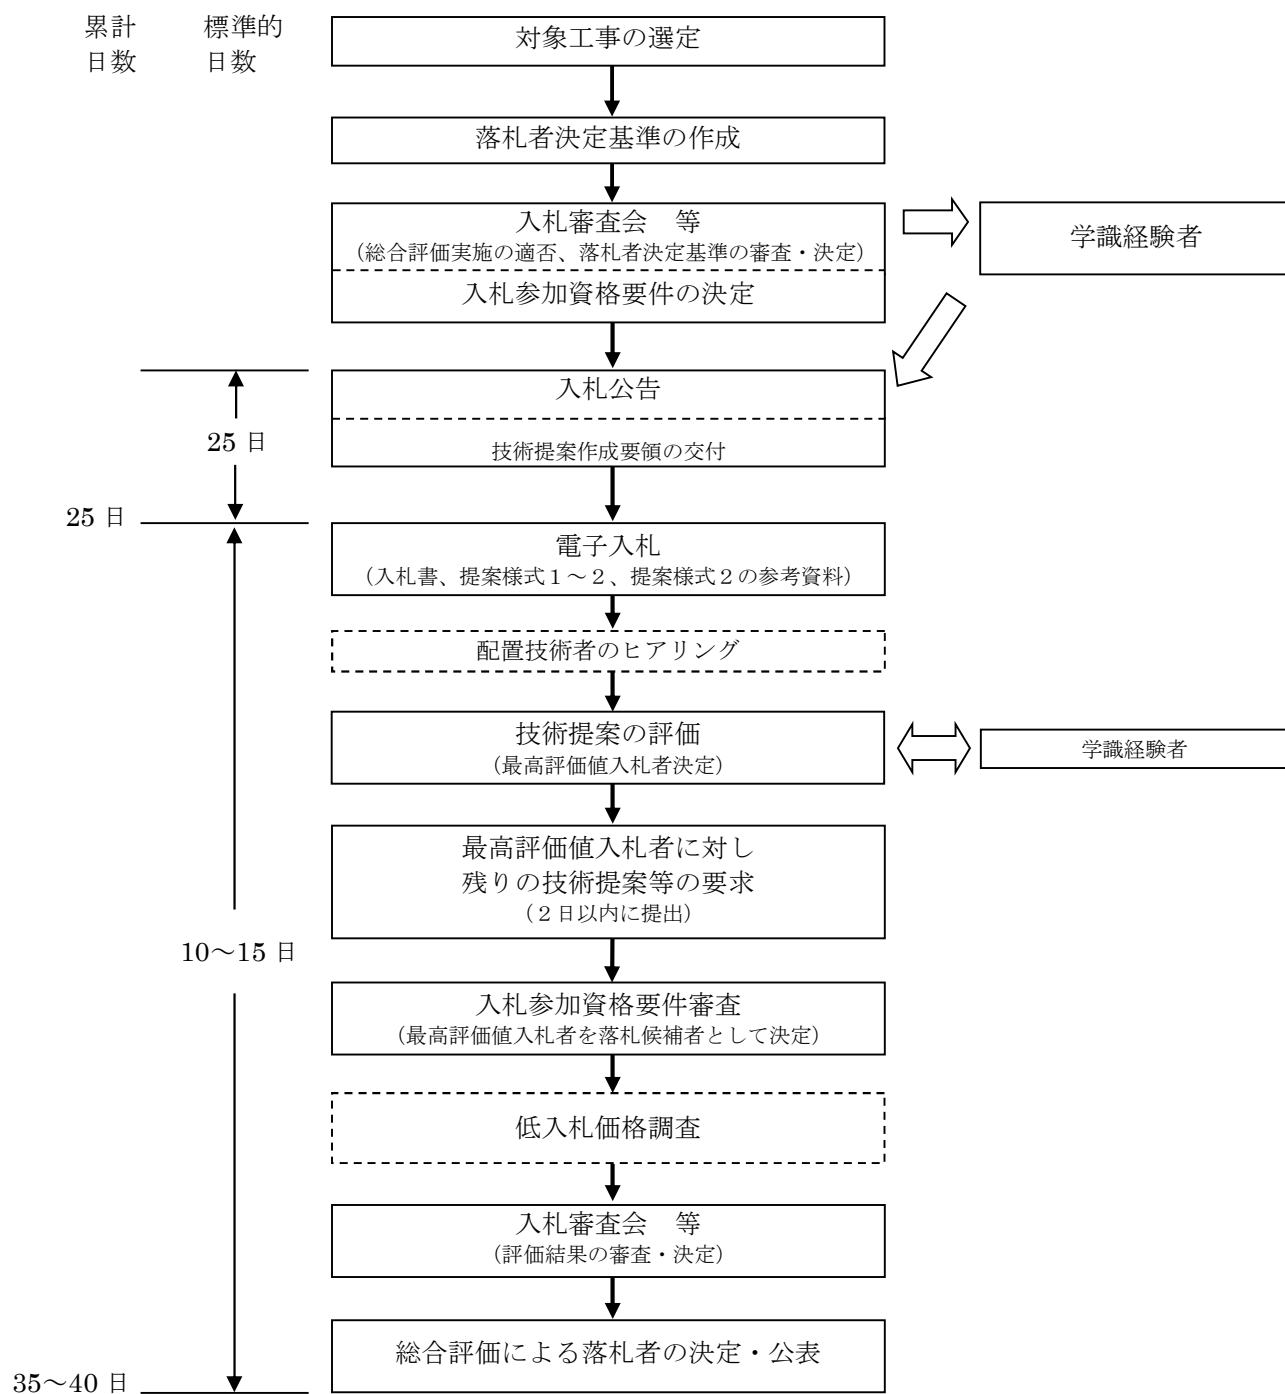 累計
日数
標準的
日数
対象工事の選定
落札者決定基準の作成
入札審査会　等
（総合評価実施の適否、落札者決定基準の審査・決定）
入札参加資格要件の決定
学識経験者
入札公告
技術提案作成要領の交付
25 日
25 日
電子入札
（入札書、提案様式１～２、提案様式２の参考資料）
配置技術者のヒアリング
技術提案の評価
（最高評価値入札者決定）
学識経験者
最高評価値入札者に対し
残りの技術提案等の要求
（２日以内に提出）
10～15 日
入札参加資格要件審査
（最高評価値入札者を落札候補者として決定）
低入札価格調査
入札審査会　等
（評価結果の審査・決定）
総合評価による落札者の決定・公表
35～40 日